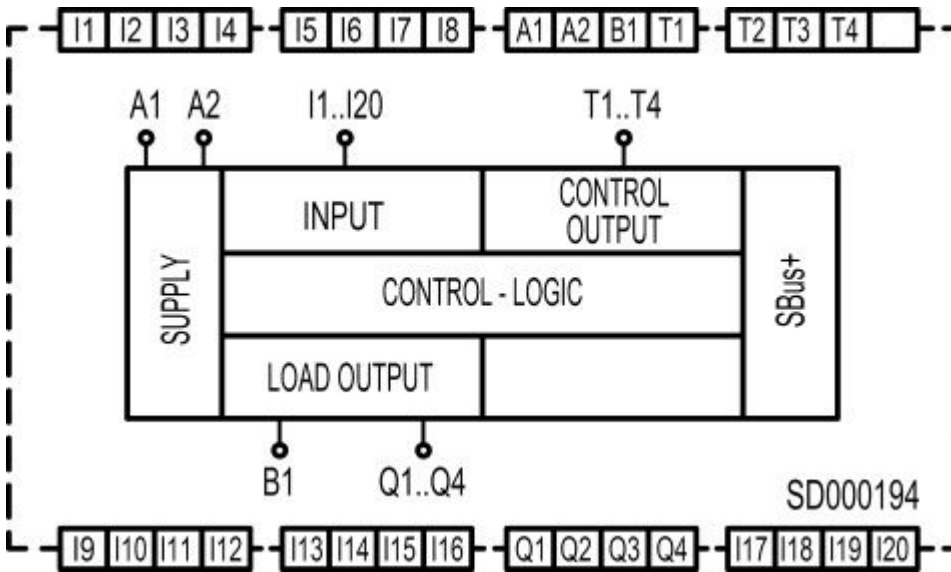 I1 I2 I3 I4 I5 I6 I7 I8 A1 A2 B1 T1 T2 T3 T4
A1 A2 I1..I20 T1..T4
INPUT
CONTROL
OUTPUT
SUPPLY
CONTROL - LOGIC
SBus+
LOAD OUTPUT
B1 Q1..Q4
SD000194
I9 I10 I11 I12 I13 I14 I15 I16 Q1 Q2 Q3 Q4 I17 I18 I19 I20